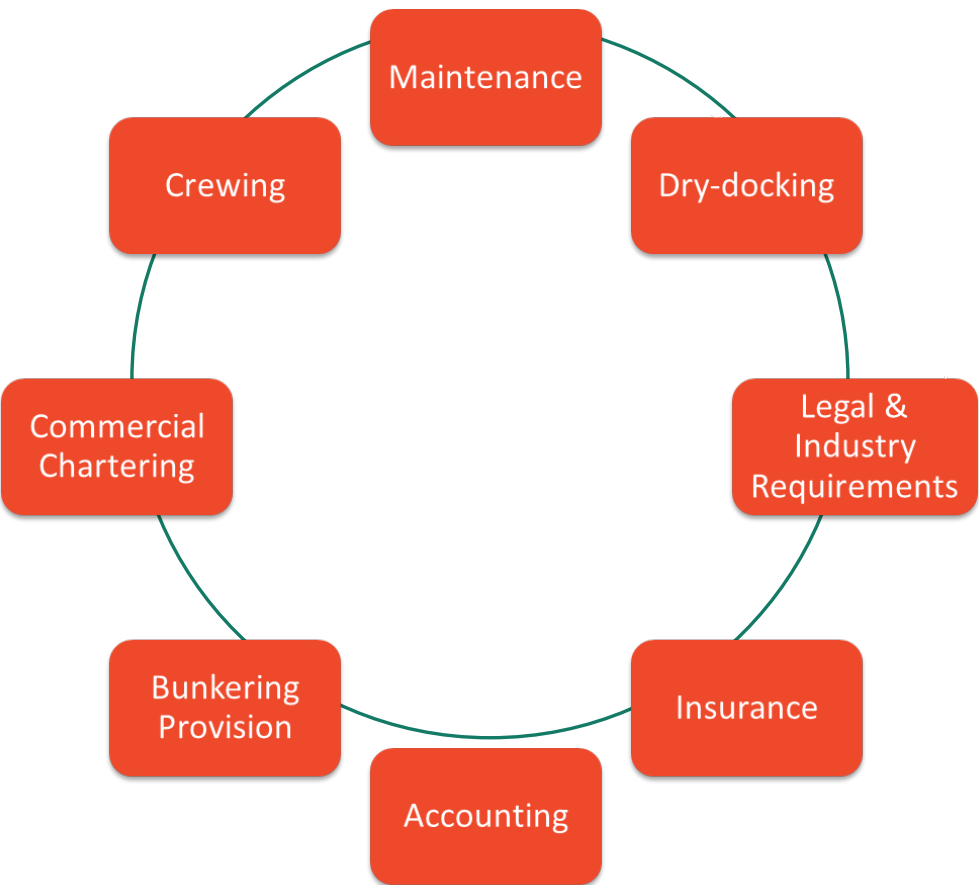 Maintenance
Crewing
Dry-docking
Commercial
Chartering
Legal &
Industry
Requirements
Bunkering
Provision
Insurance
Accounting